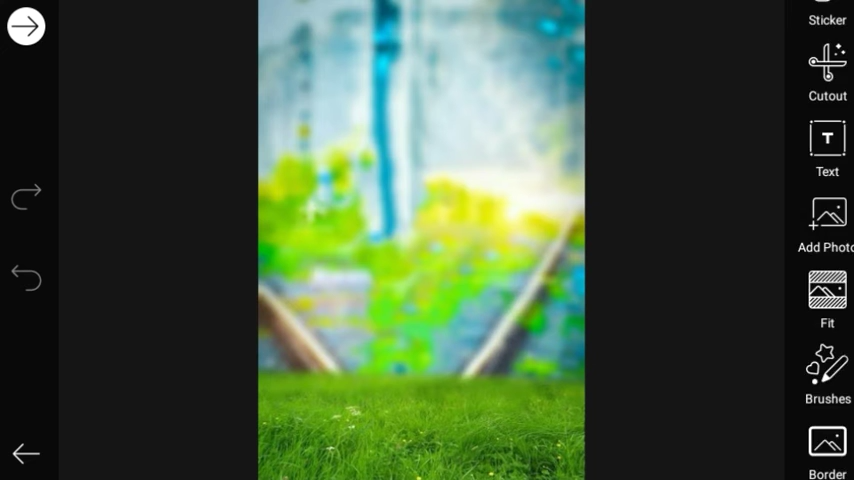 Sticker
Cutout
T
Text
Add Photo
Fit
Brushes
Border